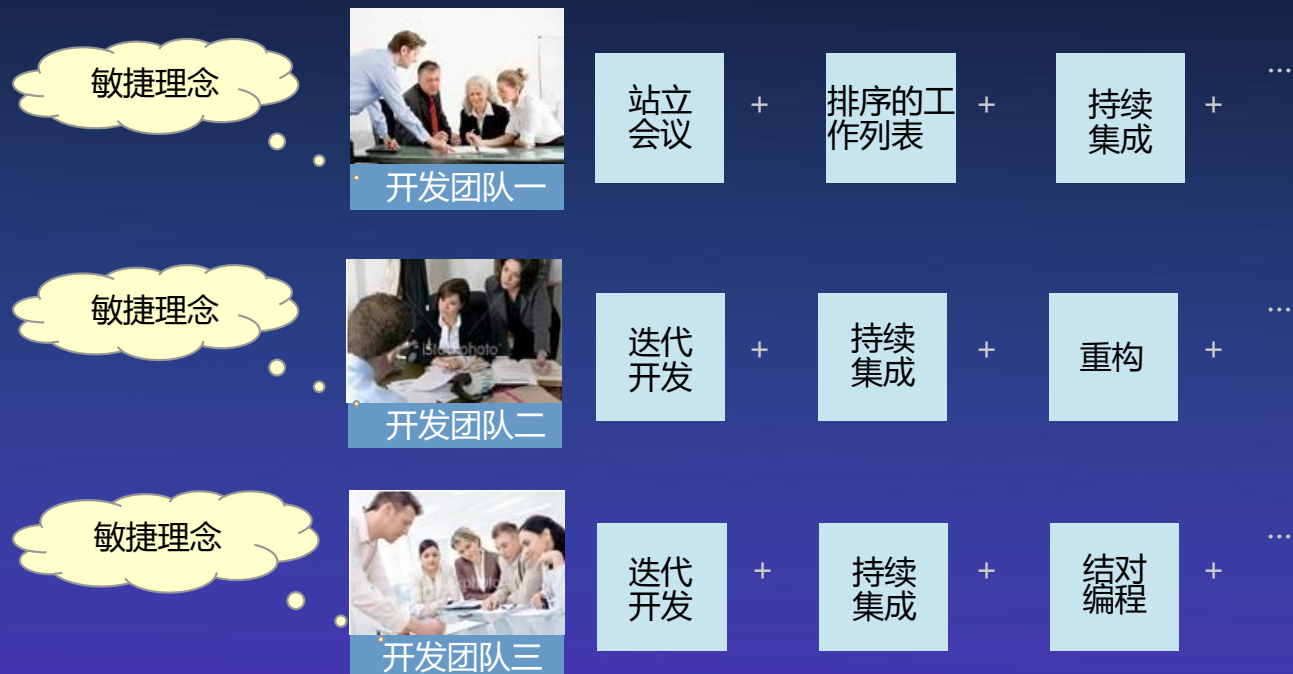 敏捷理念
开发团队一
站立
会议
+
排序的工
作列表
+
持续
集成
+
...
敏捷理念
iStockphoto
开发团队二
迭代
开发
+
持续
集成
+
重构
+
...
敏捷理念
开发团队三
迭代
开发
+
持续
集成
+
结对
编程
+
...